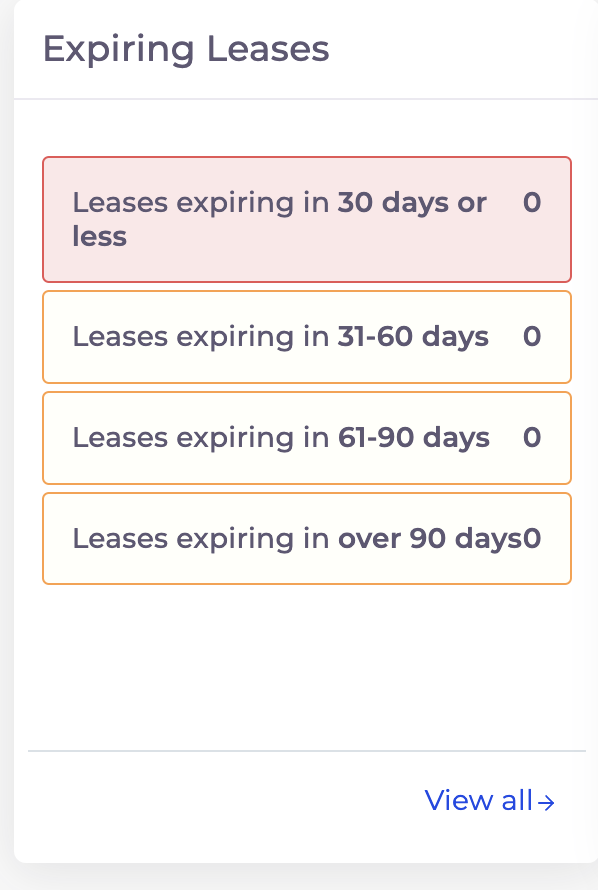 Expiring Leases
Leases expiring in 30 days or 0
less
Leases expiring in 31-60 days 0
Leases expiring in 61-90 days 0
Leases expiring in over 90 days0
View all→